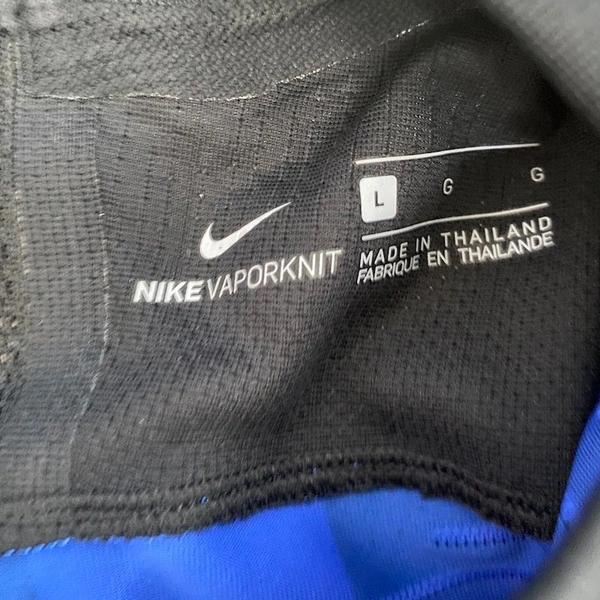 NIKE VAPORKNIT
L G G
MADE IN THAILAND
FABRIQUE EN THAILANDE